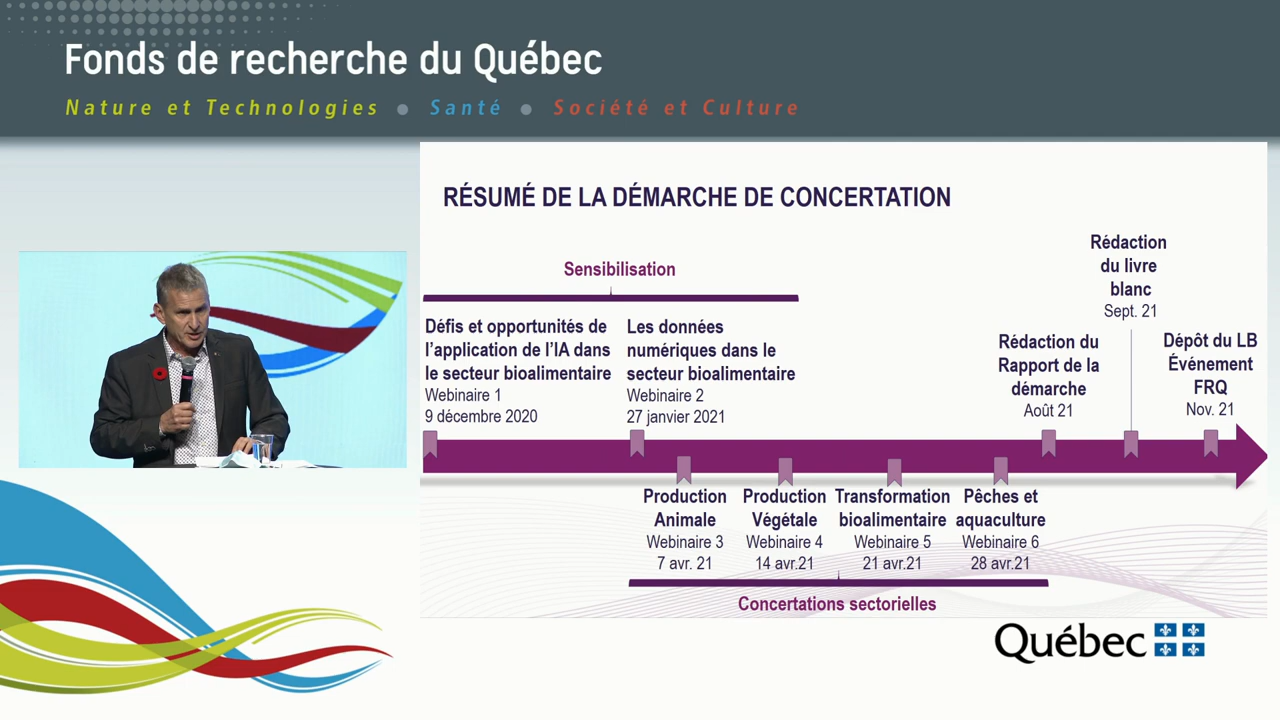 Fonds de recherche du Québec
Nature et Technologies ● Santé ● Société et Culture
RÉSUMÉ DE LA DÉMARCHE DE CONCERTATION
Sensibilisation
Défis et opportunités de
l'application de l'IA dans
le secteur bioalimentaire
Webinaire 1
9 décembre 2020
Les données
numériques dans le
secteur bioalimentaire
Webinaire 2
27 janvier 2021
Production
Animale
Webinaire 3
7 avr. 21
Production
Végétale
Webinaire 4
14 avr.21
Transformation
bioalimentaire
Webinaire 5
21 avr.21
Pêches et
aquaculture
Webinaire 6
28 avr.21
Concertations sectorielles
Rédaction du
Rapport de la
démarche
Août 21
Rédaction
du livre
blanc
Sept. 21
Dépôt du LB
Événement
FRQ
Nov. 21
Québec